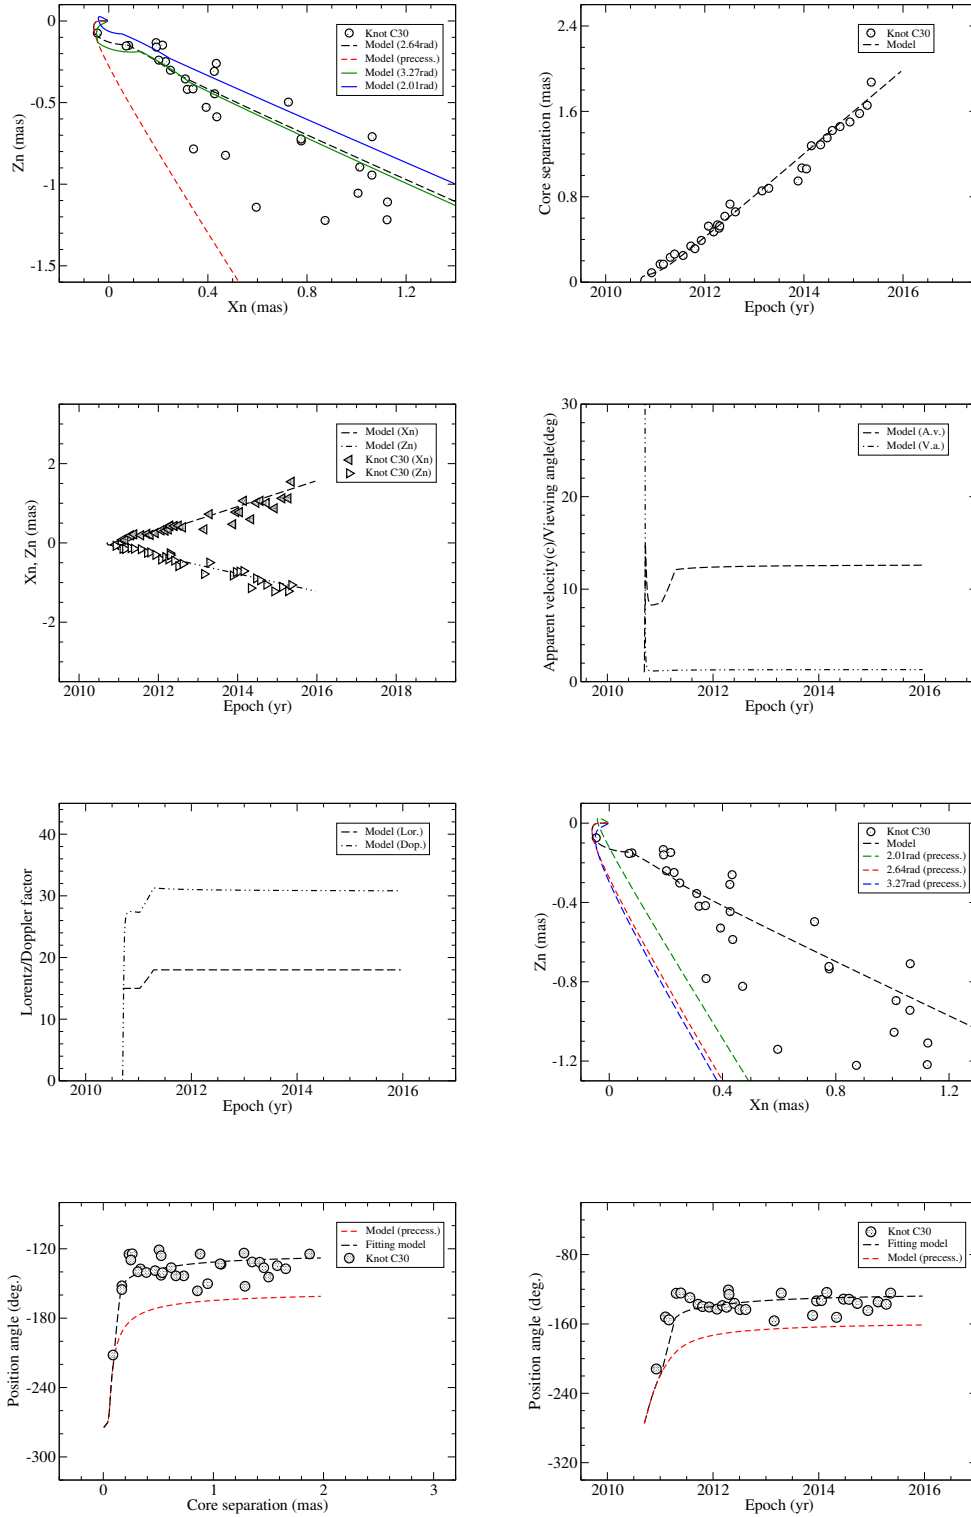 0
-0.5
-1
-1.5
Zn (mas)
0
0.4
0.8
1.2
Xn (mas)
Knot C30
Model (2.64rad)
Model (precess.)
Model (3.27rad)
Model (2.01rad)
2.4
1.6
0.8
0
Core separation (mas)
2010
2012
2014
2016
Epoch (yr)
Knot C30
Model
2
0
-2
Xn, Zn (mas)
2010
2012
2014
2016
2018
Epoch (yr)
Model (Xn)
Model (Zn)
Knot C30 (Xn)
Knot C30 (Zn)
30
20
10
0
Apparent velocity(c)/Viewing angle(deg)
2010
2012
2014
2016
Epoch (yr)
Model (A.v.)
Model (V.a.)
40
30
20
10
0
Lorentz/Doppler factor
2010
2012
2014
2016
Epoch (yr)
Model (Lor.)
Model (Dop.)
0
-0.4
-0.8
-1.2
Zn (mas)
0
0.4
0.8
1.2
Xn (mas)
Knot C30
Model
2.01rad (precess.)
2.64rad (precess.)
3.27rad (precess.)
-120
-180
-240
-300
Position angle (deg.)
0
1
2
3
Core separation (mas)
Model (precess.)
Fitting model
Knot C30
-80
-160
-240
-320
Position angle (deg.)
2010
2012
2014
2016
Epoch (yr)
Knot C30
Fitting model
Model (precess.)